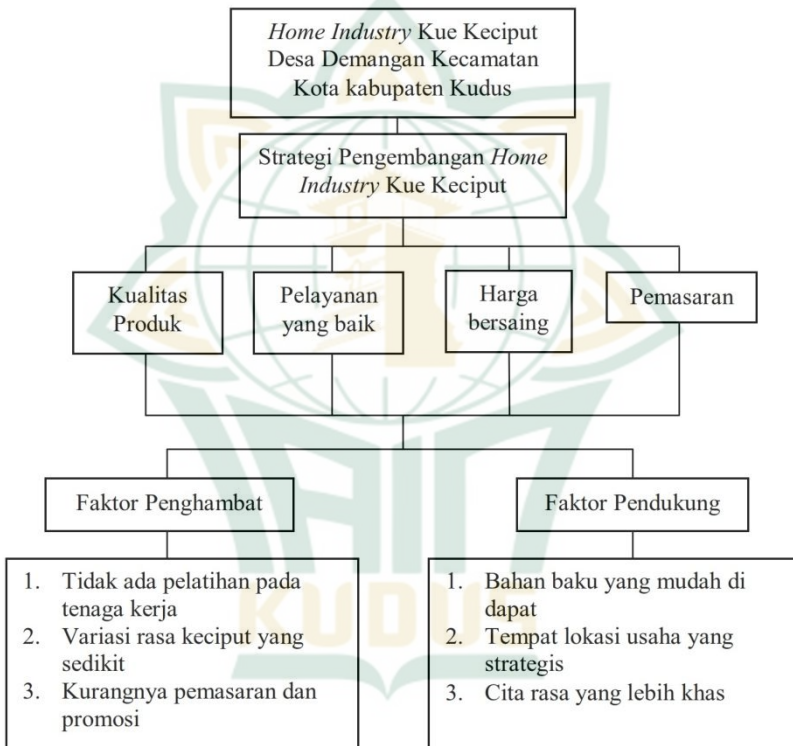 Home Industry Kue Keciput
Desa Demangan Kecamatan
Kota kabupaten Kudus
Strategi Pengembangan Home
Industry Kue Keciput
Kualitas
Produk
Pelayanan
yang baik
Harga
bersaing
Pemasaran
Faktor Penghambat
Faktor Pendukung
1. Tidak ada pelatihan pada
tenaga kerja
2. Variasi rasa keciput yang
sedikit
3. Kurangnya pemasaran dan
promosi
1. Bahan baku yang mudah di
dapat
2. Tempat lokasi usaha yang
strategis
3. Cita rasa yang lebih khas
IAIN
KUDUS